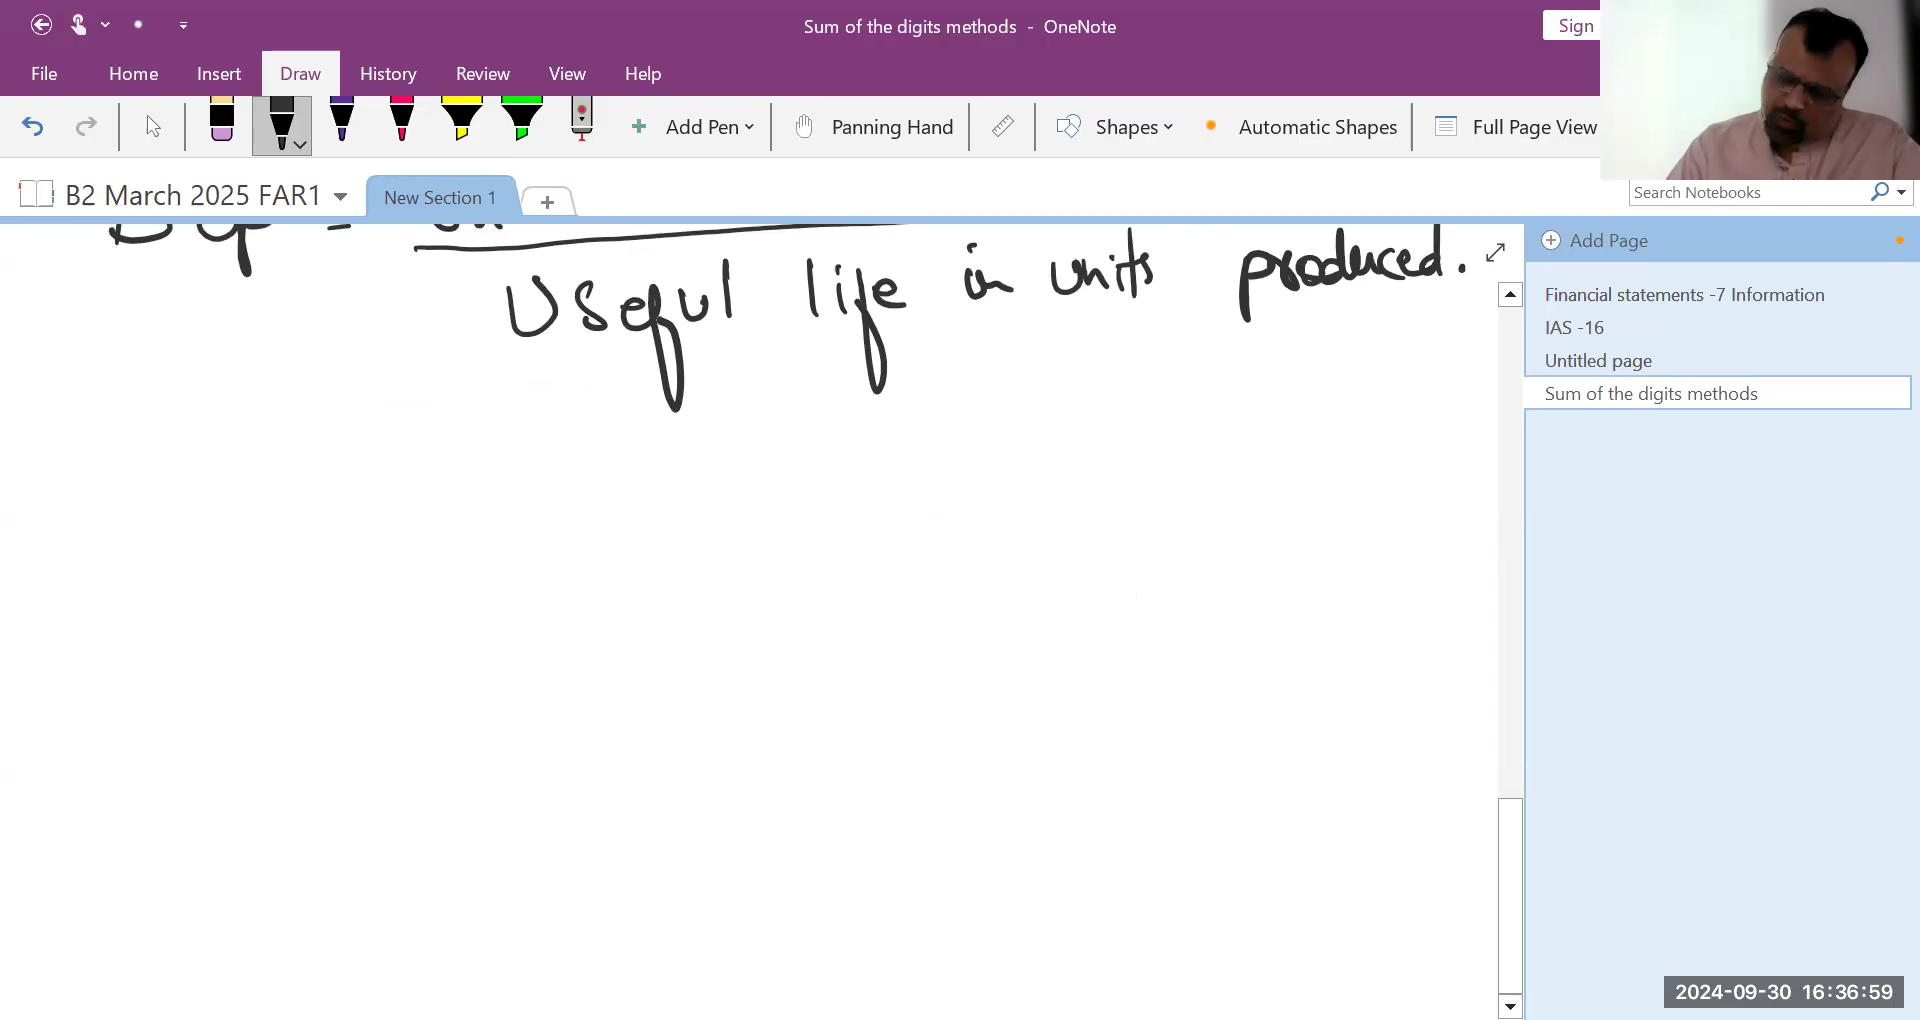 Sum of the digits methods - OneNote
Sign
File Home Insert Draw History Review View Help
Add Pen Panning Hand Shapes Automatic Shapes Full Page View
B2 March 2025 FAR1 New Section 1
Search Notebooks
Dep =
Useful life in units produced.
Add Page
Financial statements -7 Information
IAS -16
Untitled page
Sum of the digits methods
2024-09-30 16:36:59